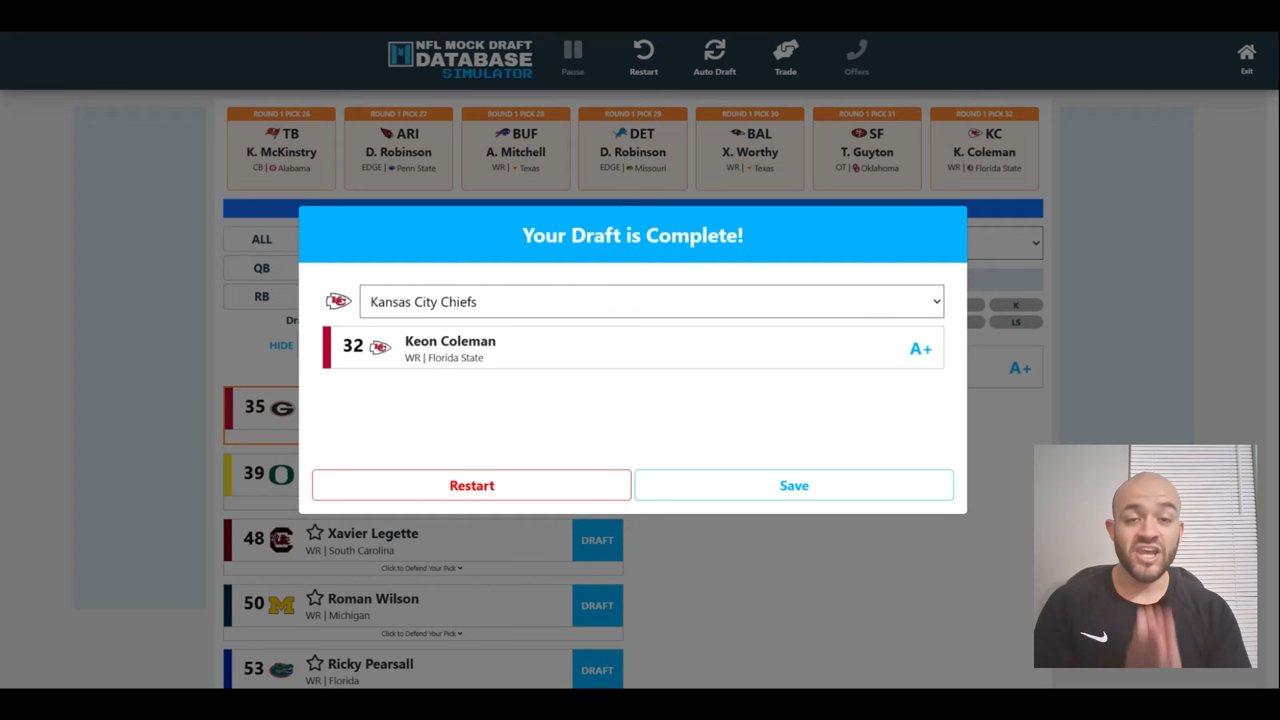 NFL MOCK DRAFT
DATABASE
SIMULATOR
Pause
Restart
Auto Draft
Trade
Offers
Exit
ROUND 1 PICK 26
TB
K. McKinstry
CB | Alabama
ROUND 1 PICK 27
ARI
D. Robinson
EDGE | Penn State
ROUND 1 PICK 28
BUF
A. Mitchell
WR | Texas
ROUND 1 PICK 29
DET
D. Robinson
EDGE | Missouri
ROUND 1 PICK 30
BAL
X. Worthy
WR | Texas
ROUND 1 PICK 31
SF
T. Guyton
OT | Oklahoma
ROUND 1 PICK 32
KC
K. Coleman
WR | Florida State
ALL
QB
RB
Dr
HIDE
K
LS
A+
Your Draft is Complete!
Kansas City Chiefs
32
Keon Coleman
WR | Florida State
A+
Restart
Save
35
39
48
Xavier Legette
WR | South Carolina
DRAFT
Click to Defend Your Pick
50
Roman Wilson
WR | Michigan
DRAFT
Click to Defend Your Pick
53
Ricky Pearsall
WR | Florida
DRAFT